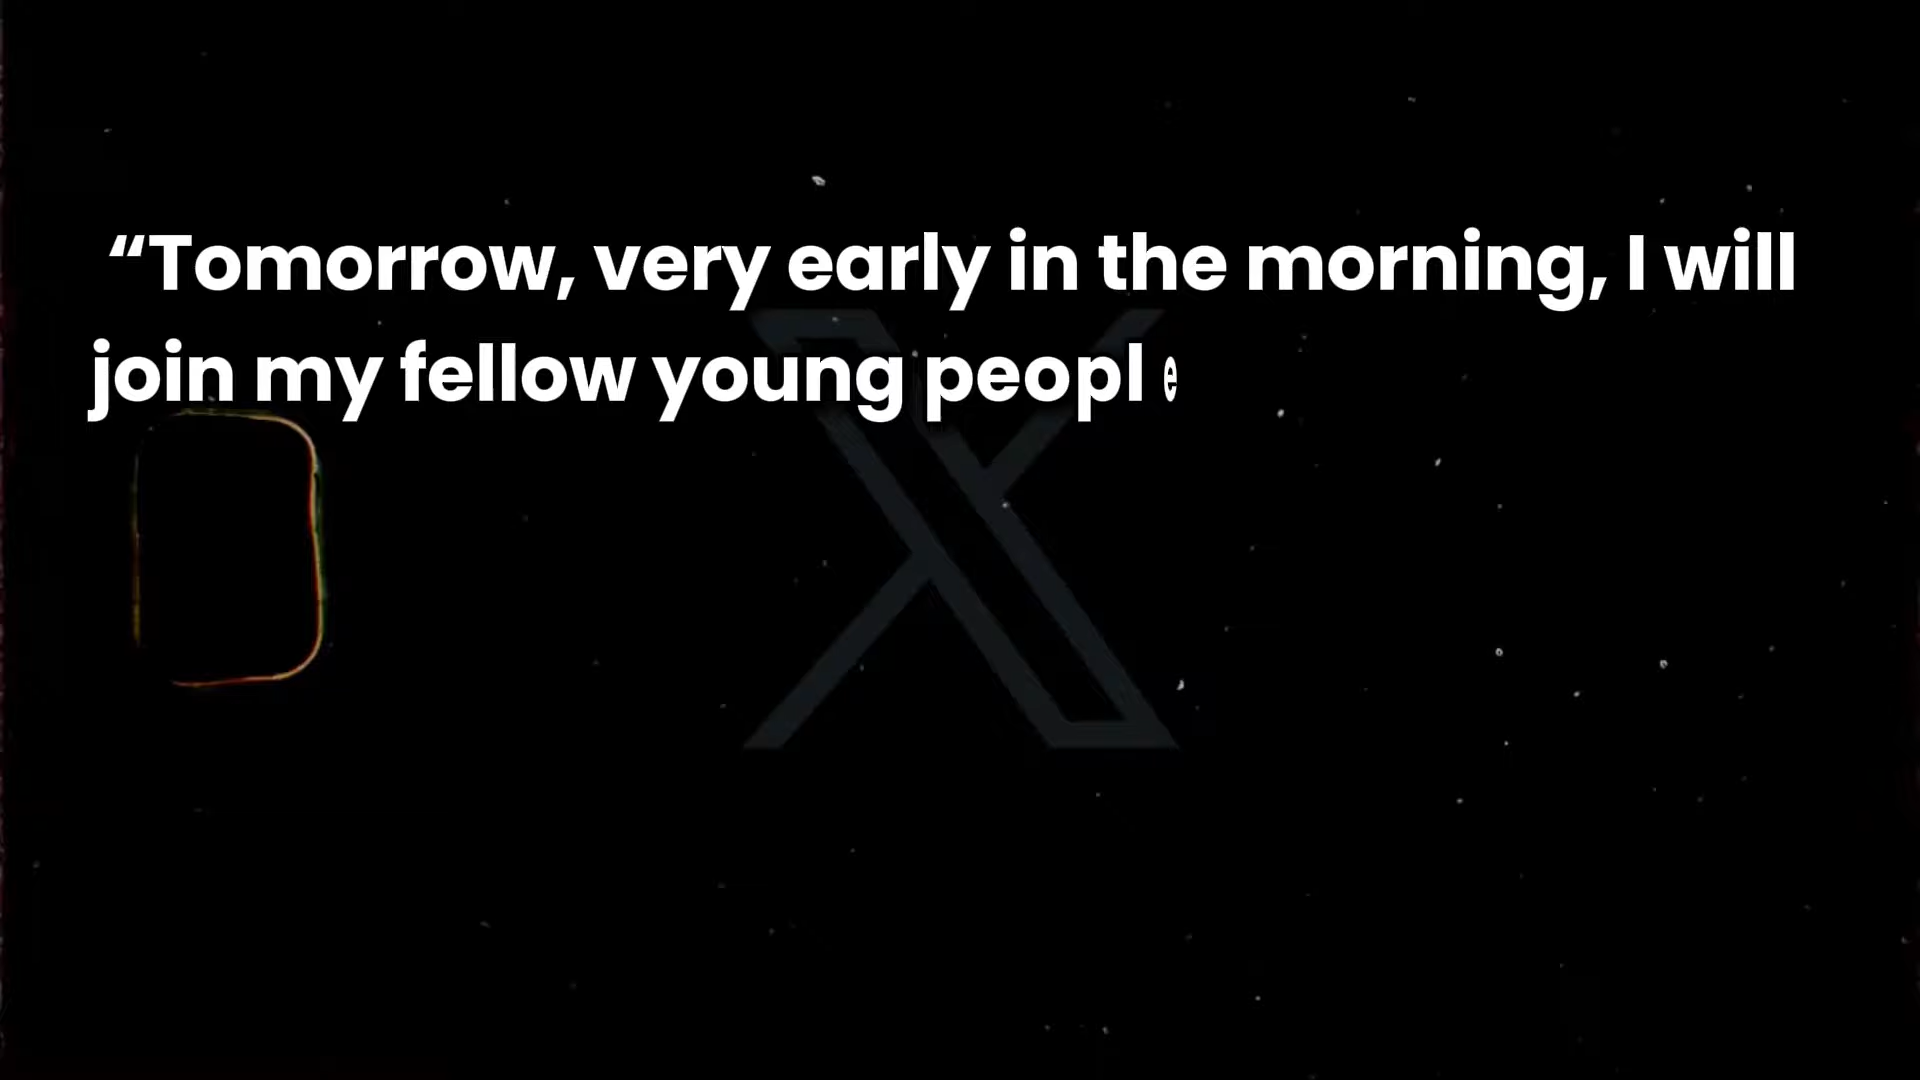 “Tomorrow, very early in the morning, I will
join my fellow young people